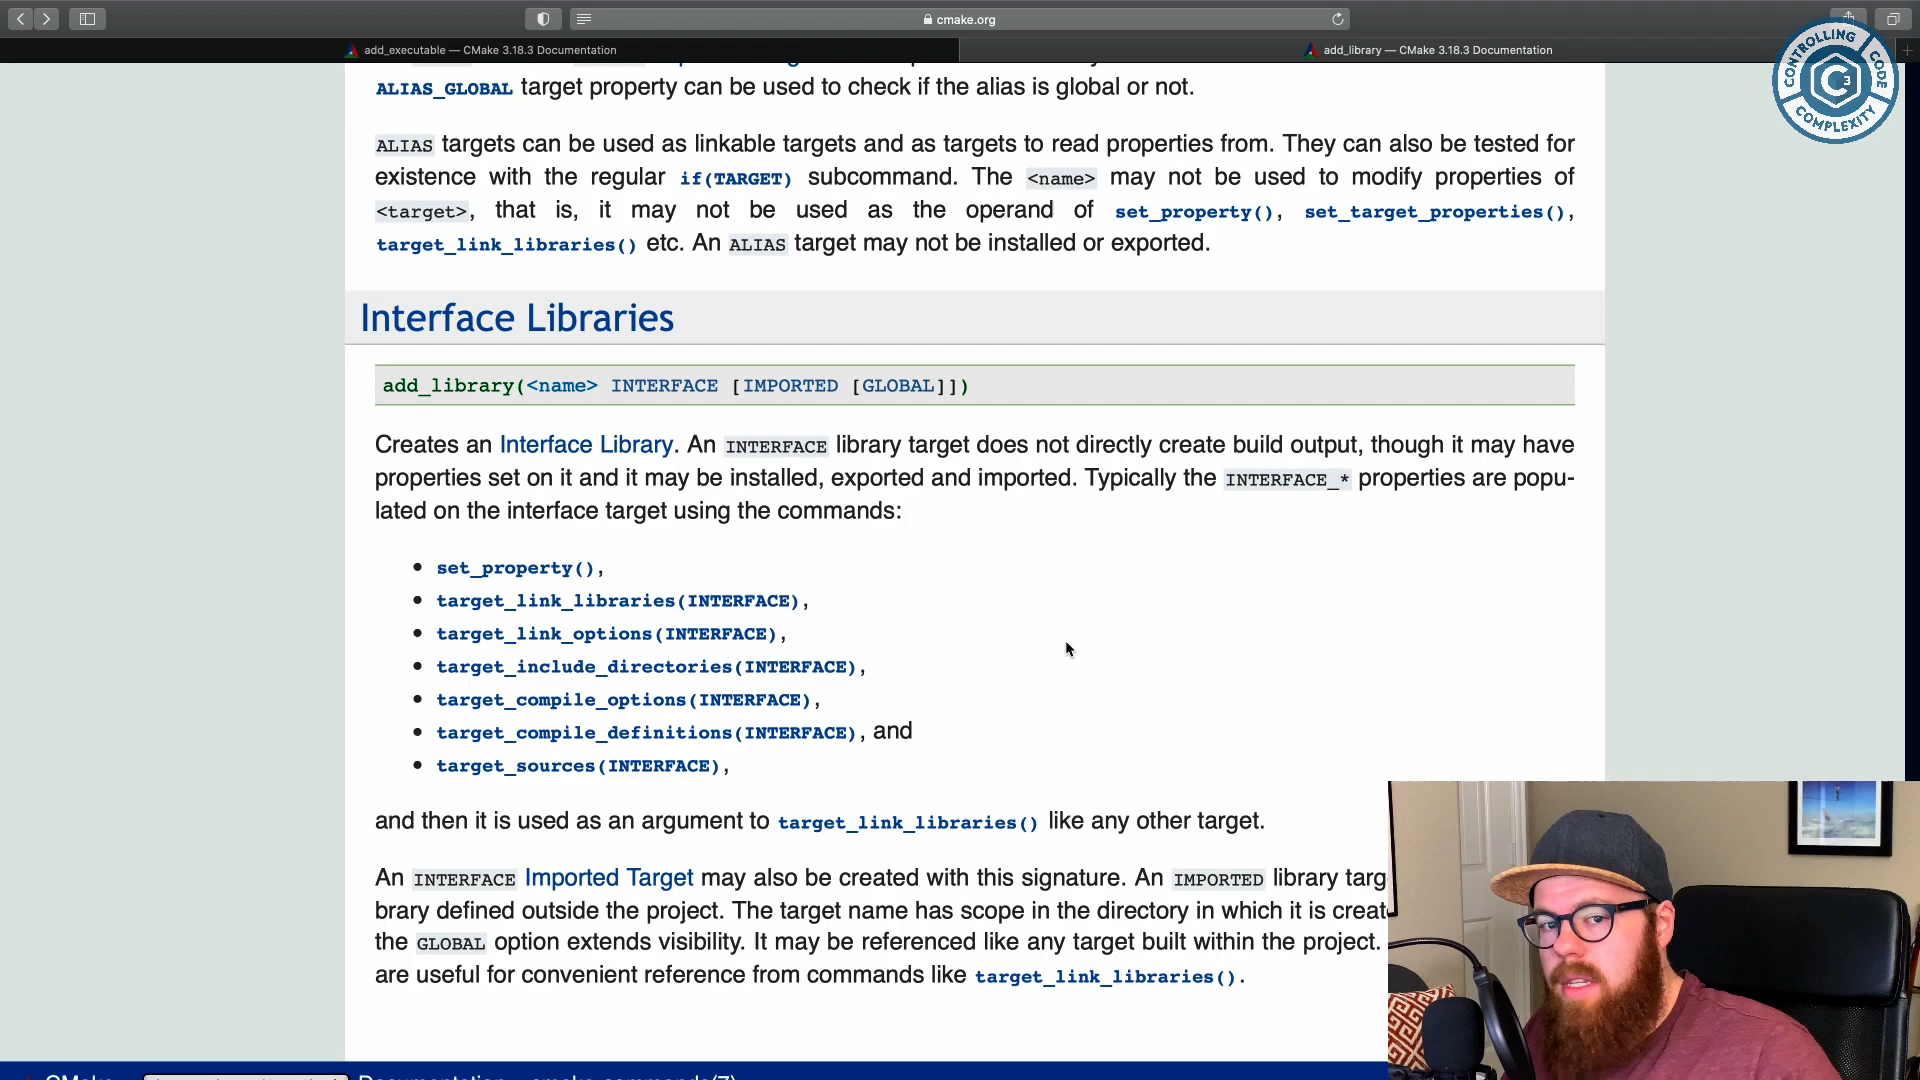 cmake.org
add_executable — CMake 3.18.3 Documentation
add_library — CMake 3.18.3 Documentation
CONTROLLING
CODE
COMPLEXITY
C 3
ALIAS_GLOBAL target property can be used to check if the alias is global or not.
ALIAS targets can be used as linkable targets and as targets to read properties from. They can also be tested for
existence with the regular if(TARGET) subcommand. The <name> may not be used to modify properties of
<target>, that is, it may not be used as the operand of set_property(), set_target_properties(),
target_link_libraries() etc. An ALIAS target may not be installed or exported.
Interface Libraries
add_library(<name> INTERFACE [IMPORTED [GLOBAL]])
Creates an Interface Library. An INTERFACE library target does not directly create build output, though it may have
properties set on it and it may be installed, exported and imported. Typically the INTERFACE_* properties are popu-
lated on the interface target using the commands:
• set_property(),
• target_link_libraries(INTERFACE),
• target_link_options(INTERFACE),
• target_include_directories(INTERFACE),
• target_compile_options(INTERFACE),
• target_compile_definitions(INTERFACE), and
• target_sources(INTERFACE),
and then it is used as an argument to target_link_libraries() like any other target.
An INTERFACE Imported Target may also be created with this signature. An IMPORTED library targ
brary defined outside the project. The target name has scope in the directory in which it is creat
the GLOBAL option extends visibility. It may be referenced like any target built within the project.
are useful for convenient reference from commands like target_link_libraries().